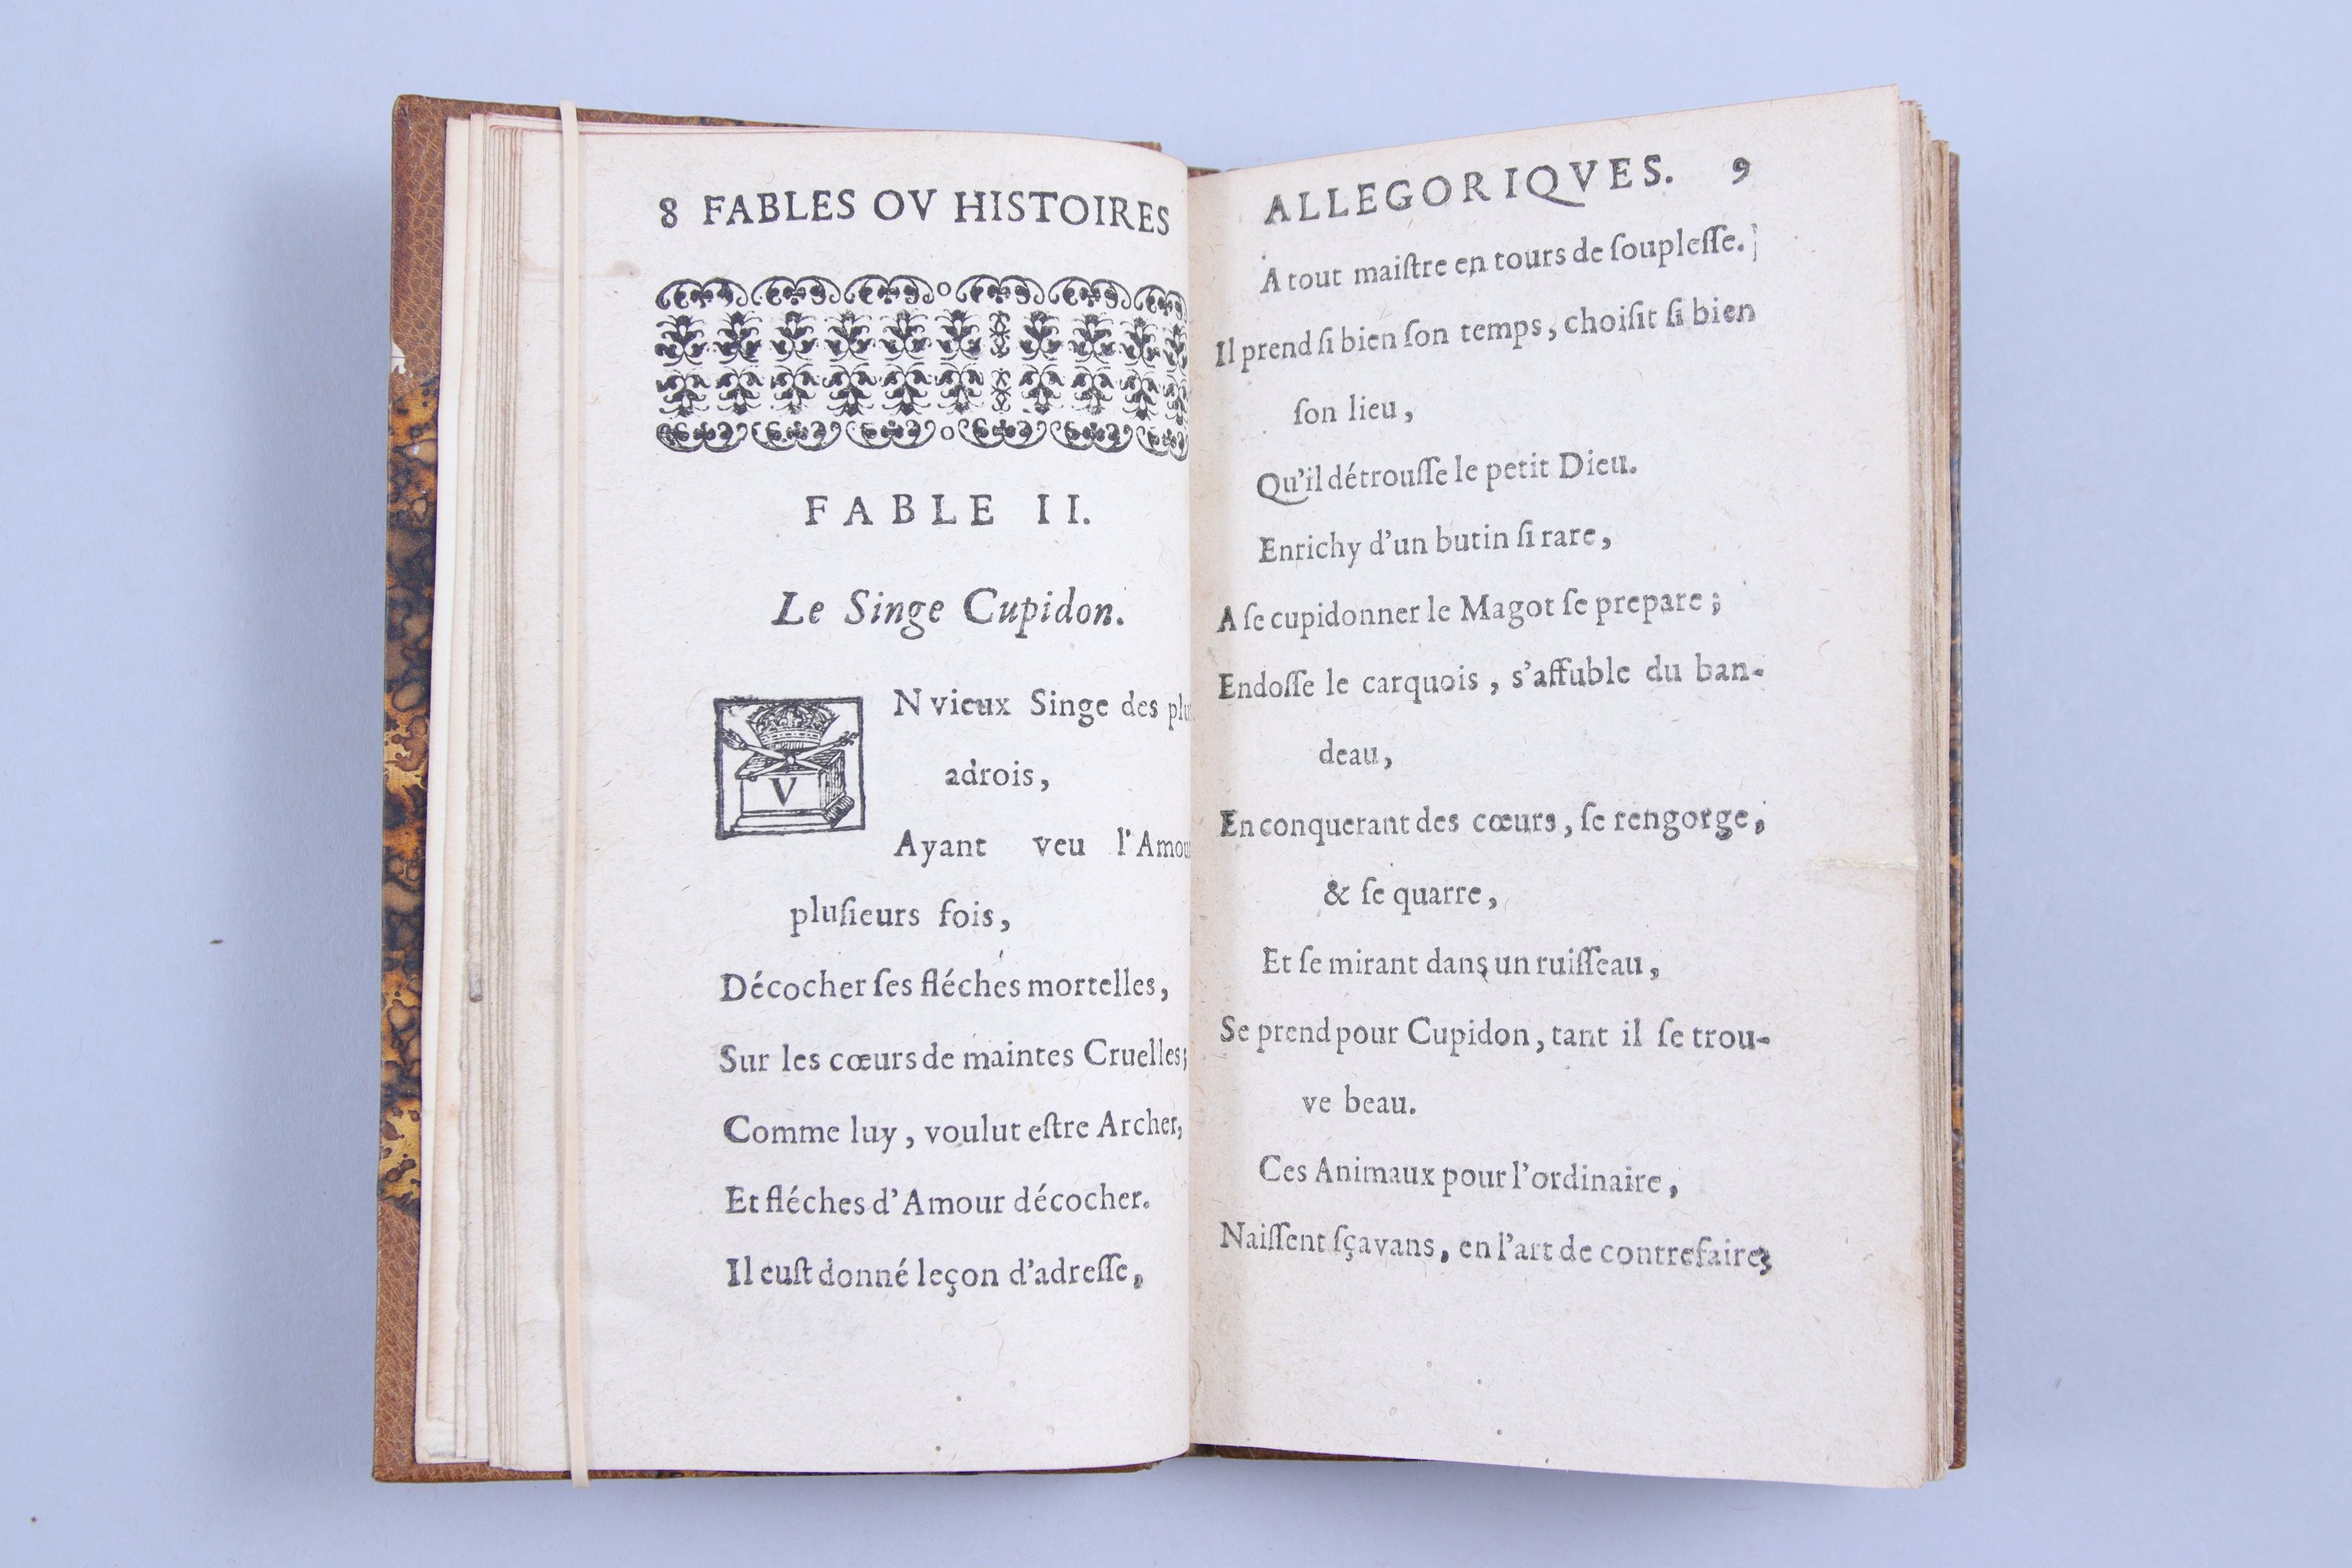 8 FABLES OV HISTOIRES
FABLE II.
Le Singe Cupidon.
VN vieux Singe des plu
adrois,
Ayant veu l'Amou
pluſieurs fois,
Décocher ſes fléches mortelles,
Sur les cœurs de maintes Cruelles;
Comme luy, voulut eſtre Archer,
Et fléches d'Amour décocher.
Il euſt donné leçon d'adreſſe,
ALLEGORIQVES. 9
A tout maiſtre en tours de ſoupleſſe.
Il prend ſi bien ſon temps, choiſit ſi bien
ſon lieu,
Qu'il détrouſſe le petit Dieu.
Enrichy d'un butin ſi rare,
A ſe cupidonner le Magot ſe prepare;
Endoſſe le carquois, s'affuble du ban-
deau,
En conquerant des cœurs, ſe rengorge,
& ſe quarre,
Et ſe mirant dans un ruiſſeau,
Se prend pour Cupidon, tant il ſe trou-
ve beau.
Ces Animaux pour l'ordinaire,
Naiſſent ſçavans, en l'art de contrefaire;